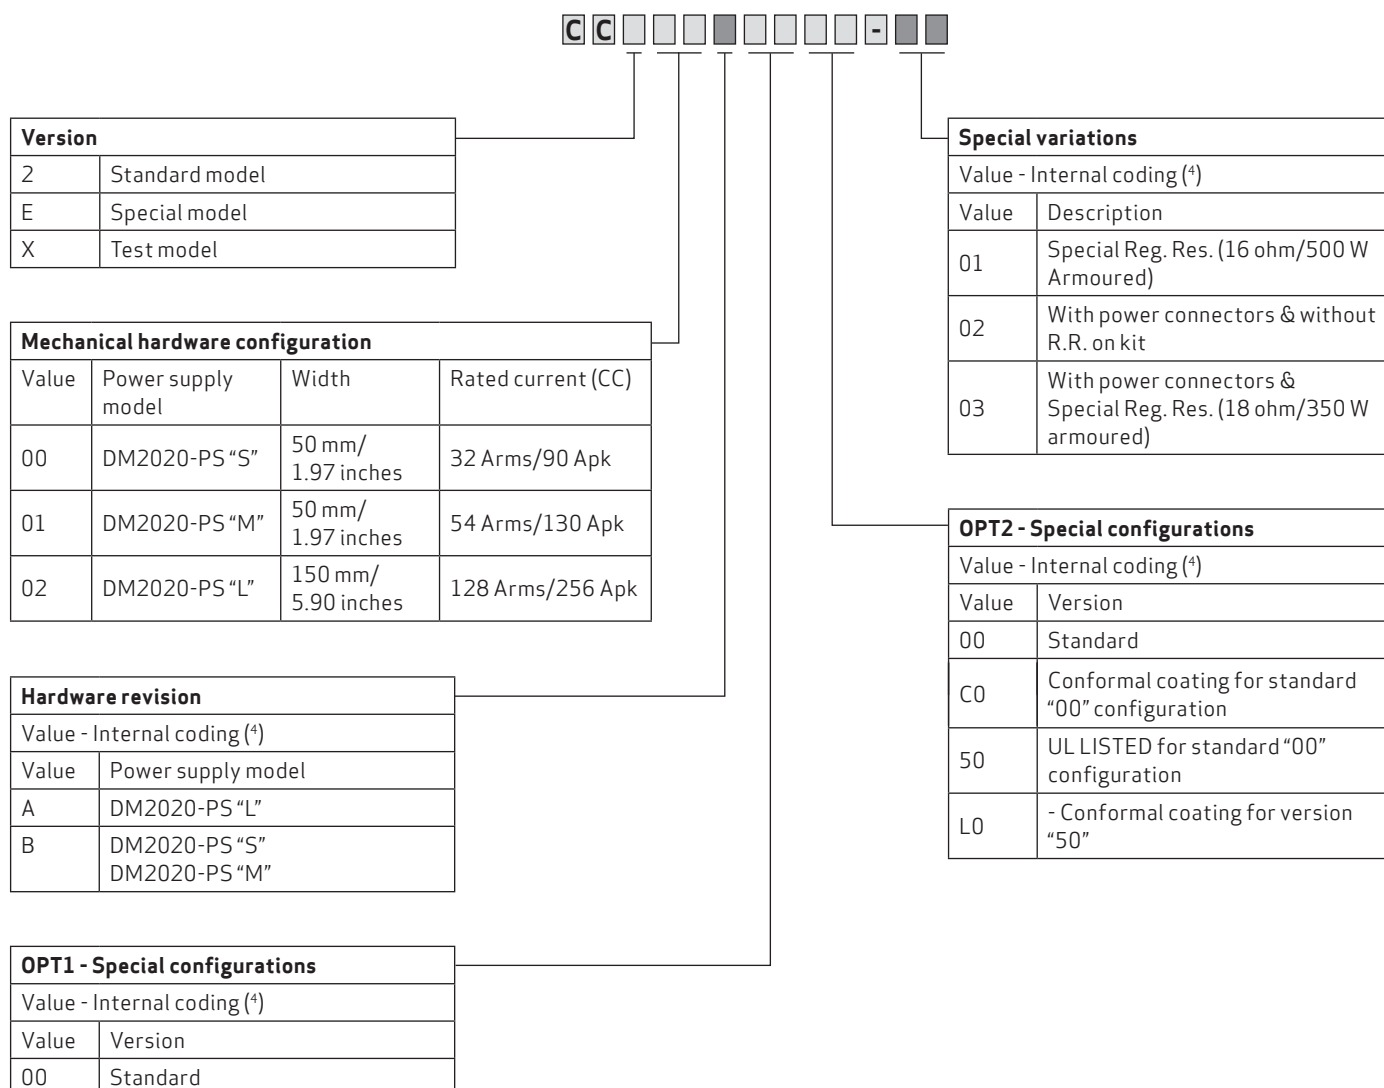 CC -
Version
2 Standard model
E Special model
X Test model
Mechanical hardware configuration
Value Power supply model Width Rated current (CC)
00 DM2020-PS “S” 50 mm/ 1.97 inches 32 Arms/90 Apk
01 DM2020-PS “M” 50 mm/ 1.97 inches 54 Arms/130 Apk
02 DM2020-PS “L” 150 mm/ 5.90 inches 128 Arms/256 Apk
Hardware revision
Value - Internal coding (⁴)
Value Power supply model
A DM2020-PS “L”
B DM2020-PS “S”
DM2020-PS “M”
OPT1 - Special configurations
Value - Internal coding (⁴)
Value Version
00 Standard
Special variations
Value - Internal coding (⁴)
Value Description
01 Special Reg. Res. (16 ohm/500 W
Armoured)
02 With power connectors & without
R.R. on kit
03 With power connectors &
Special Reg. Res. (18 ohm/350 W
armoured)
OPT2 - Special configurations
Value - Internal coding (⁴)
Value Version
00 Standard
C0 Conformal coating for standard
“00” configuration
50 UL LISTED for standard “00”
configuration
L0 - Conformal coating for version
“50”